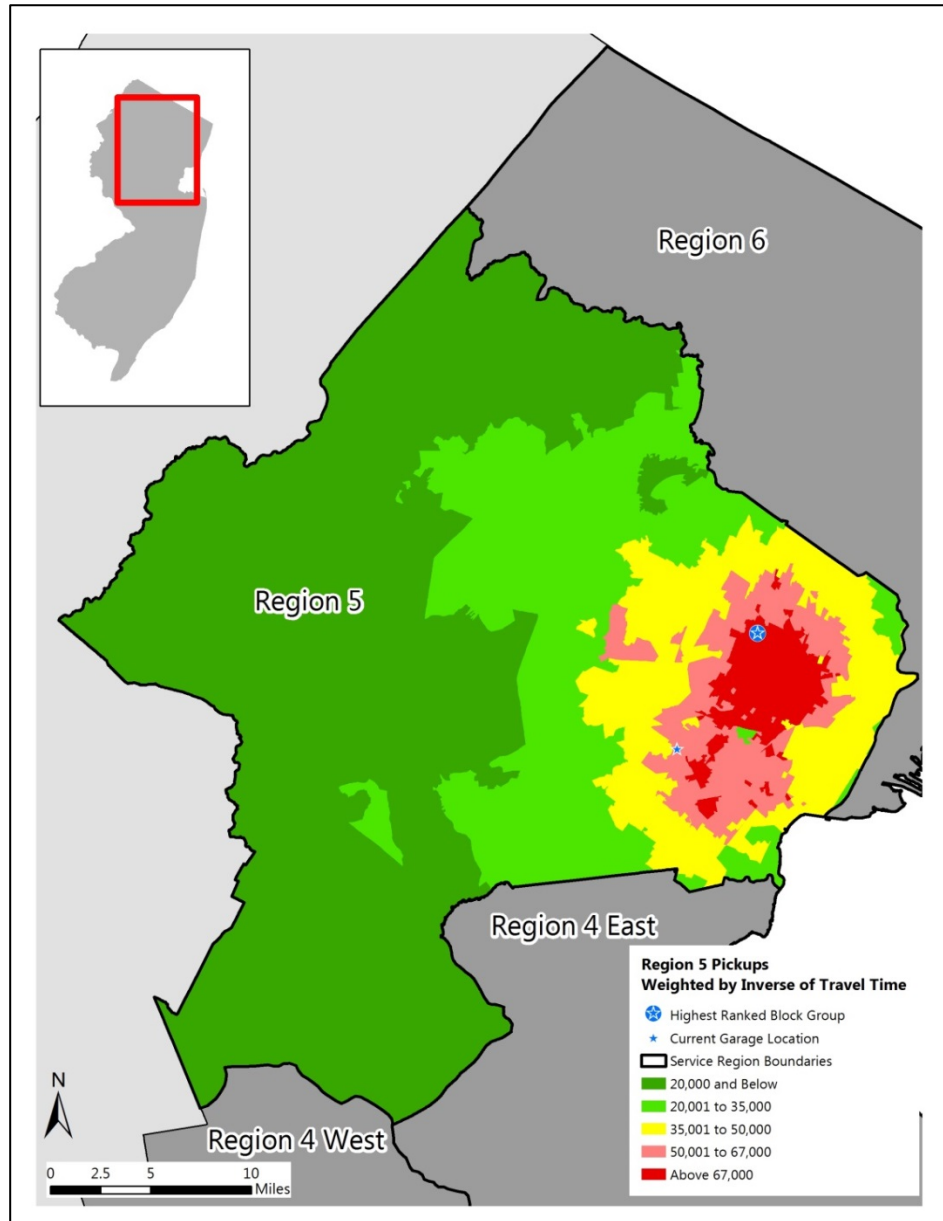 Region 6
Region 5
Region 4 East
Region 4 West
Region 5 Pickups
Weighted by Inverse of Travel Time
Highest Ranked Block Group
Current Garage Location
Service Region Boundaries
20,000 and Below
20,001 to 35,000
35,001 to 50,000
50,001 to 67,000
Above 67,000
N
0 2.5 5 10
Miles